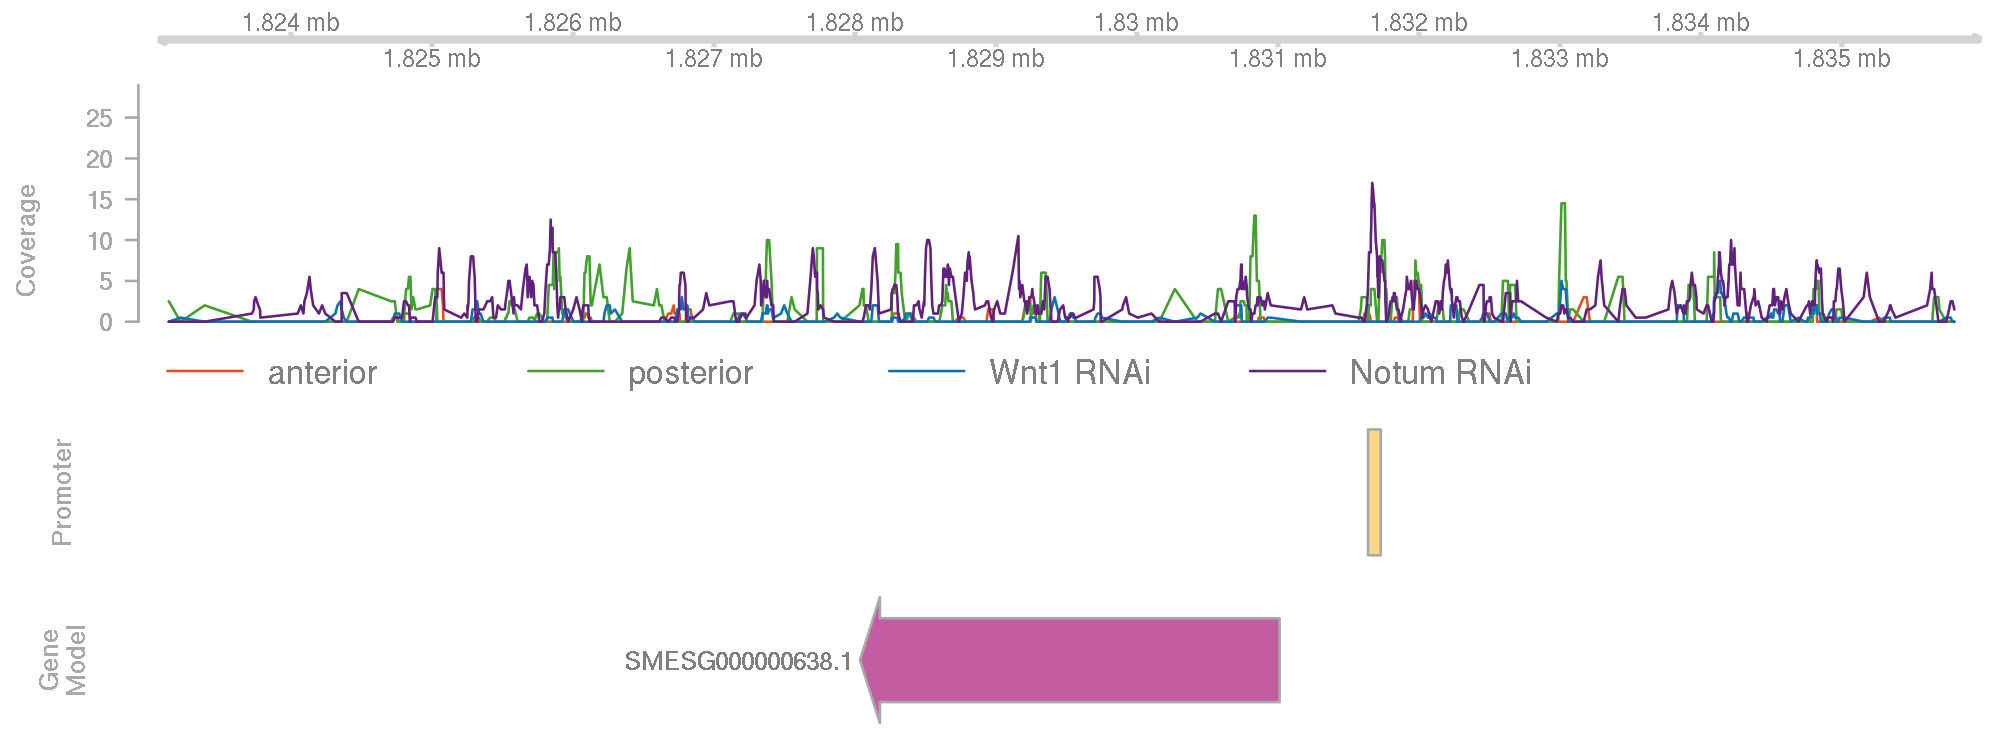 1.824 mb 1.826 mb 1.828 mb 1.83 mb 1.832 mb 1.834 mb
1.825 mb 1.827 mb 1.829 mb 1.831 mb 1.833 mb 1.835 mb
Coverage
25
20
15
10
5
0
anterior posterior Wnt1 RNAi Notum RNAi
Promoter
Gene
Model
SMESG000000638.1